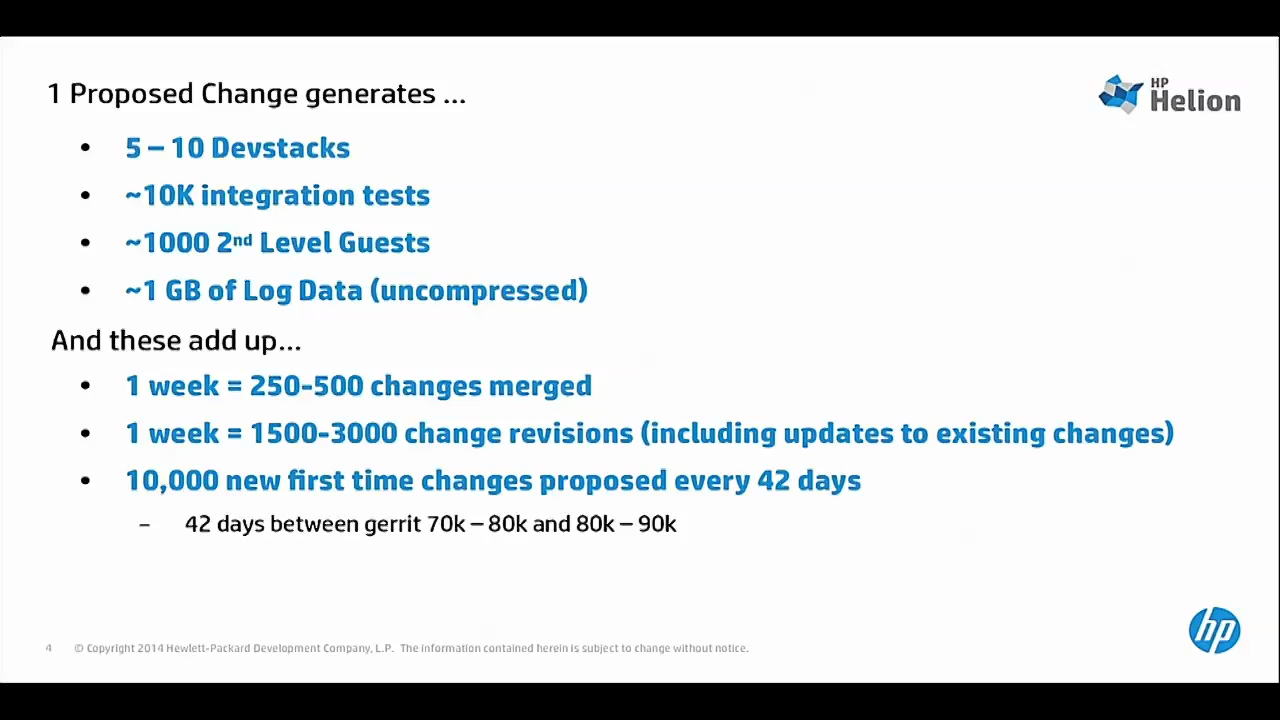 1 Proposed Change generates ...
HP
Helion
• 5 – 10 Devstacks
• ~10K integration tests
• ~1000 2nd Level Guests
• ~1 GB of Log Data (uncompressed)
And these add up...
• 1 week = 250-500 changes merged
• 1 week = 1500-3000 change revisions (including updates to existing changes)
• 10,000 new first time changes proposed every 42 days
– 42 days between gerrit 70k – 80k and 80k – 90k
hp
4 © Copyright 2014 Hewlett-Packard Development Company, L.P. The information contained herein is subject to change without notice.